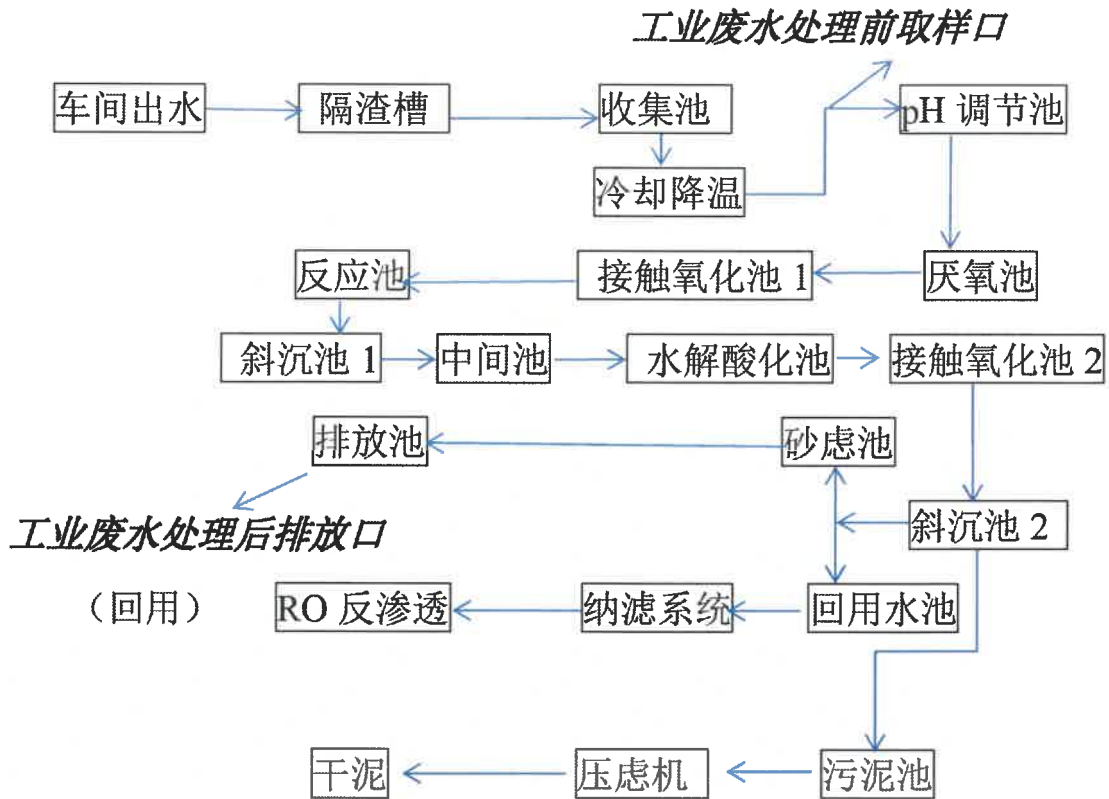 工业废水处理前取样口
车间出水
隔渣槽
收集池
pH 调节池
冷却降温
反应池
接触氧化池 1
厌氧池
斜沉池 1
中间池
水解酸化池
接触氧化池 2
排放池
砂虑池
工业废水处理后排放口
斜沉池 2
（回用）
RO 反渗透
纳滤系统
回用水池
干泥
压虑机
污泥池